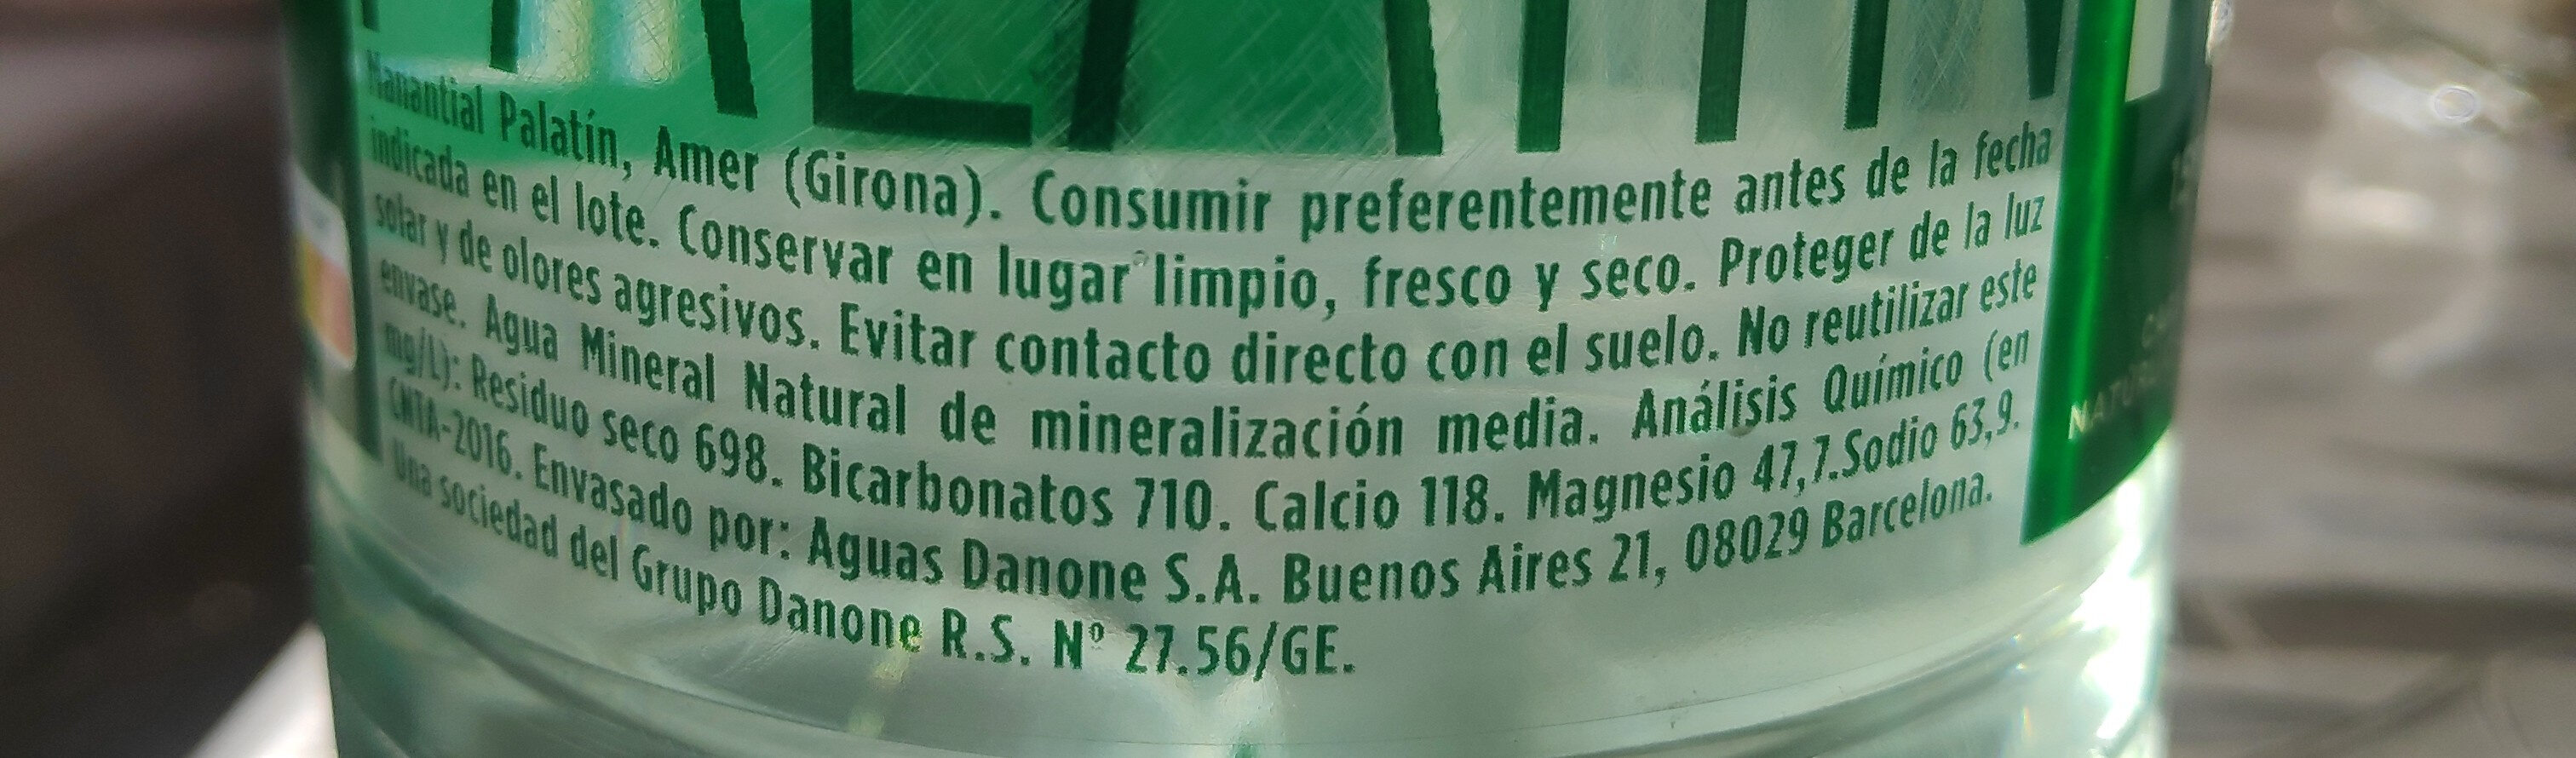 Manantial Palatín, Amer (Girona). Consumir preferentemente antes de la fecha
indicada en el lote. Conservar en lugar limpio, fresco y seco. Proteger de la luz
solar y de olores agresivos. Evitar contacto directo con el suelo. No reutilizar este
envase. Agua Mineral Natural de mineralización media. Análisis Químico (en
mg/L): Residuo seco 698. Bicarbonatos 710. Calcio 118. Magnesio 47,7.Sodio 63,9.
CNTA-2016. Envasado por: Aguas Danone S.A. Buenos Aires 21, 08029 Barcelona.
Una sociedad del Grupo Danone R.S. Nº 27.56/GE.